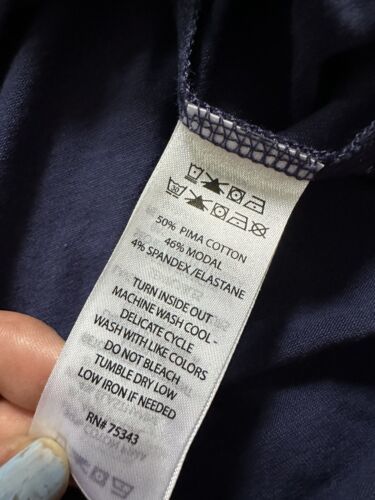 30
50% PIMA COTTON
46% MODAL
4% SPANDEX/ELASTANE
TURN INSIDE OUT
MACHINE WASH COOL -
DELICATE CYCLE
WASH WITH LIKE COLORS
DO NOT BLEACH
TUMBLE DRY LOW
LOW IRON IF NEEDED
RN# 75343